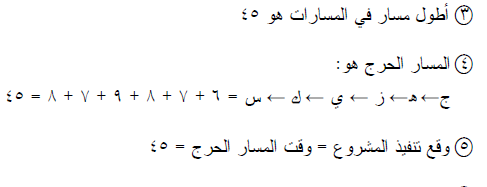 ③ أطول مسار في المسارات هو ٤٥
④ المسار الحرج هو:
ج ← هـ ← ز ← ي ← ك ← س = ٦ + ٧ + ٨ + ٩ + ٧ + ٨ = ٤٥
⑤ وقع تنفيذ المشروع = وقت المسار الحرج = ٤٥